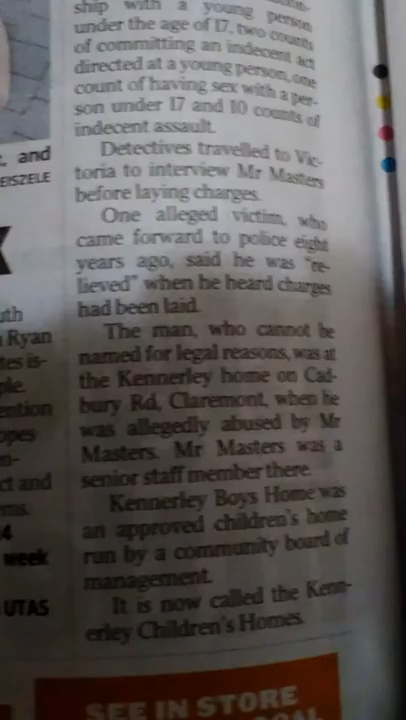 ship with a young person
under the age of 17, two counts
of committing an indecent act
directed at a young person, one
count of having sex with a per-
son under 17 and 10 counts of
indecent assault.
Detectives travelled to Vic-
toria to interview Mr Masters
before laying charges.
One alleged victim, who
came forward to police eight
years ago, said he was "re-
lieved" when he heard charges
had been laid.
The man, who cannot be
named for legal reasons, was at
the Kennerley home on Cad-
bury Rd, Claremont, when he
was allegedly abused by Mr
Masters. Mr Masters was a
senior staff member there.
Kennerley Boys Home was
an approved children's home
run by a community board of
management.
It is now called the Kenn-
erley Children's Homes.
, and
EISZELE
uth
Ryan
tes is-
ple.
ention
opes
n-
ct and
rms.
4
week
UTAS
SEE IN STORE